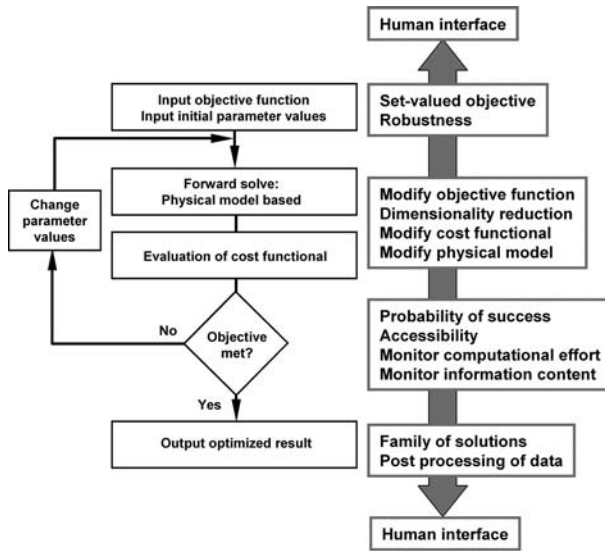 Human interface
Input objective function
Input initial parameter values
Set-valued objective
Robustness
Change
parameter
values
Forward solve:
Physical model based
Evaluation of cost functional
Modify objective function
Dimensionality reduction
Modify cost functional
Modify physical model
No
Objective
met?
Yes
Probability of success
Accessibility
Monitor computational effort
Monitor information content
Output optimized result
Family of solutions
Post processing of data
Human interface